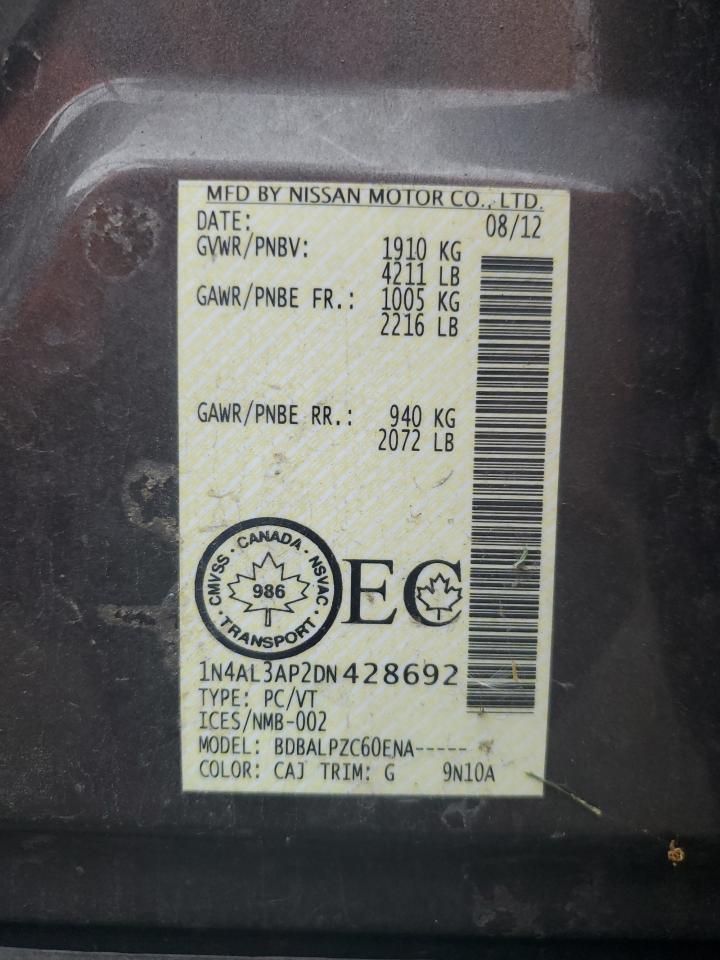 MFD BY NISSAN MOTOR CO., LTD.
DATE: 08/12
GVWR/PNBV: 1910 KG
4211 LB
GAWR/PNBE FR.: 1005 KG
2216 LB
GAWR/PNBE RR.: 940 KG
2072 LB
CMVSS · CANADA · NSVAC · TRANSPORT ·
986
EC
1N4AL3AP2DN428692
TYPE: PC/VT
ICES/NMB-002
MODEL: BDBALPZC60ENA-----
COLOR: CAJ TRIM: G 9N10A